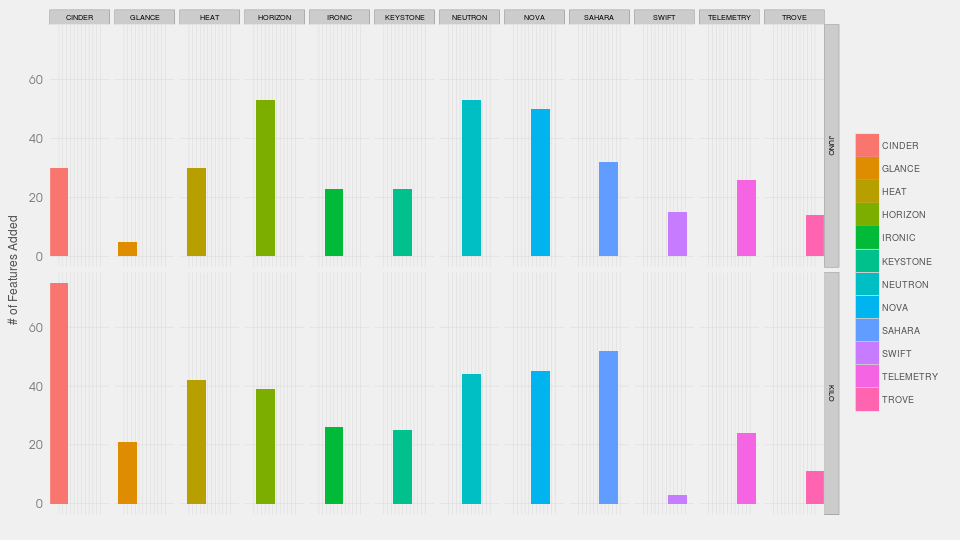 CINDER GLANCE HEAT HORIZON IRONIC KEYSTONE NEUTRON NOVA SAHARA SWIFT TELEMETRY TROVE
# of Features Added
60
40
20
0
JUNO
60
40
20
0
KILO
CINDER
GLANCE
HEAT
HORIZON
IRONIC
KEYSTONE
NEUTRON
NOVA
SAHARA
SWIFT
TELEMETRY
TROVE